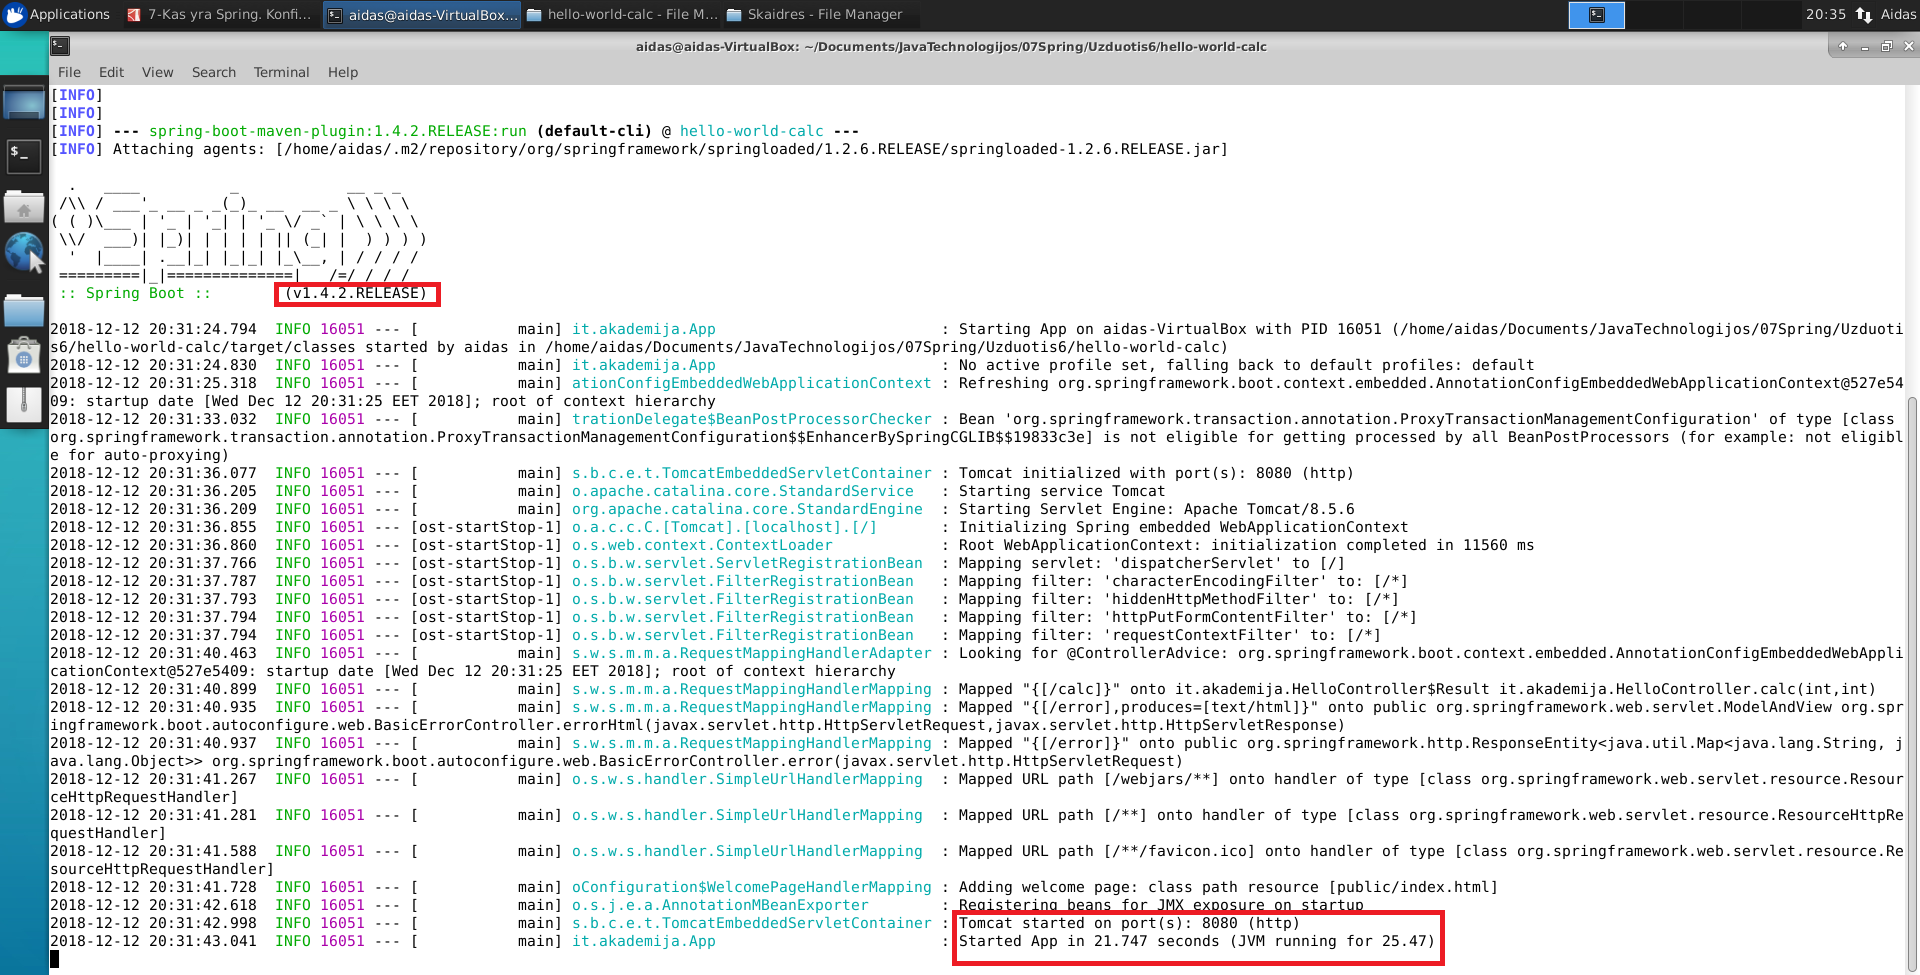 Applications 7-Kas yra Spring. Konfi... aidas@aidas-VirtualBox... hello-world-calc - File M... Skaidres - File Manager 20:35 Aidas
aidas@aidas-VirtualBox: ~/Documents/JavaTechnologijos/07Spring/Uzduotis6/hello-world-calc
File Edit View Search Terminal Help
[INFO]
[INFO]
[INFO] --- spring-boot-maven-plugin:1.4.2.RELEASE:run (default-cli) @ hello-world-calc ---
[INFO] Attaching agents: [/home/aidas/.m2/repository/org/springframework/springloaded/1.2.6.RELEASE/springloaded-1.2.6.RELEASE.jar]
  .   ____          _            __ _ _
 /\\ / ___'_ __ _ _(_)_ __  __ _ \ \ \ \
( ( )\___ | '_ | '_| | '_ \/ _` | \ \ \ \
 \\/  ___)| |_)| | | | | || (_| |  ) ) ) )
  '  |____| .__|_| |_|_| |_\__, | / / / /
 =========|_|==============|___/=/_/_/_/
 :: Spring Boot ::        (v1.4.2.RELEASE)
2018-12-12 20:31:24.794  INFO 16051 --- [           main] it.akademija.App                         : Starting App on aidas-VirtualBox with PID 16051 (/home/aidas/Documents/JavaTechnologijos/07Spring/Uzduoti
s6/hello-world-calc/target/classes started by aidas in /home/aidas/Documents/JavaTechnologijos/07Spring/Uzduotis6/hello-world-calc)
2018-12-12 20:31:24.830  INFO 16051 --- [           main] it.akademija.App                         : No active profile set, falling back to default profiles: default
2018-12-12 20:31:25.318  INFO 16051 --- [           main] ationConfigEmbeddedWebApplicationContext : Refreshing org.springframework.boot.context.embedded.AnnotationConfigEmbeddedWebApplicationContext@527e54
09: startup date [Wed Dec 12 20:31:25 EET 2018]; root of context hierarchy
2018-12-12 20:31:33.032  INFO 16051 --- [           main] trationDelegate$BeanPostProcessorChecker : Bean 'org.springframework.transaction.annotation.ProxyTransactionManagementConfiguration' of type [class
org.springframework.transaction.annotation.ProxyTransactionManagementConfiguration$$EnhancerBySpringCGLIB$$19833c3e] is not eligible for getting processed by all BeanPostProcessors (for example: not eligibl
e for auto-proxying)
2018-12-12 20:31:36.077  INFO 16051 --- [           main] s.b.c.e.t.TomcatEmbeddedServletContainer : Tomcat initialized with port(s): 8080 (http)
2018-12-12 20:31:36.205  INFO 16051 --- [           main] o.apache.catalina.core.StandardService   : Starting service Tomcat
2018-12-12 20:31:36.209  INFO 16051 --- [           main] org.apache.catalina.core.StandardEngine  : Starting Servlet Engine: Apache Tomcat/8.5.6
2018-12-12 20:31:36.855  INFO 16051 --- [ost-startStop-1] o.a.c.c.C.[Tomcat].[localhost].[/]       : Initializing Spring embedded WebApplicationContext
2018-12-12 20:31:36.860  INFO 16051 --- [ost-startStop-1] o.s.web.context.ContextLoader            : Root WebApplicationContext: initialization completed in 11560 ms
2018-12-12 20:31:37.766  INFO 16051 --- [ost-startStop-1] o.s.b.w.servlet.ServletRegistrationBean  : Mapping servlet: 'dispatcherServlet' to [/]
2018-12-12 20:31:37.787  INFO 16051 --- [ost-startStop-1] o.s.b.w.servlet.FilterRegistrationBean   : Mapping filter: 'characterEncodingFilter' to: [/*]
2018-12-12 20:31:37.793  INFO 16051 --- [ost-startStop-1] o.s.b.w.servlet.FilterRegistrationBean   : Mapping filter: 'hiddenHttpMethodFilter' to: [/*]
2018-12-12 20:31:37.794  INFO 16051 --- [ost-startStop-1] o.s.b.w.servlet.FilterRegistrationBean   : Mapping filter: 'httpPutFormContentFilter' to: [/*]
2018-12-12 20:31:37.794  INFO 16051 --- [ost-startStop-1] o.s.b.w.servlet.FilterRegistrationBean   : Mapping filter: 'requestContextFilter' to: [/*]
2018-12-12 20:31:40.463  INFO 16051 --- [           main] s.w.s.m.m.a.RequestMappingHandlerAdapter : Looking for @ControllerAdvice: org.springframework.boot.context.embedded.AnnotationConfigEmbeddedWebAppli
cationContext@527e5409: startup date [Wed Dec 12 20:31:25 EET 2018]; root of context hierarchy
2018-12-12 20:31:40.899  INFO 16051 --- [           main] s.w.s.m.m.a.RequestMappingHandlerMapping : Mapped "{[/calc]}" onto it.akademija.HelloController$Result it.akademija.HelloController.calc(int,int)
2018-12-12 20:31:40.935  INFO 16051 --- [           main] s.w.s.m.m.a.RequestMappingHandlerMapping : Mapped "{[/error],produces=[text/html]}" onto public org.springframework.web.servlet.ModelAndView org.spr
ingframework.boot.autoconfigure.web.BasicErrorController.errorHtml(javax.servlet.http.HttpServletRequest,javax.servlet.http.HttpServletResponse)
2018-12-12 20:31:40.937  INFO 16051 --- [           main] s.w.s.m.m.a.RequestMappingHandlerMapping : Mapped "{[/error]}" onto public org.springframework.http.ResponseEntity<java.util.Map<java.lang.String, j
ava.lang.Object>> org.springframework.boot.autoconfigure.web.BasicErrorController.error(javax.servlet.http.HttpServletRequest)
2018-12-12 20:31:41.267  INFO 16051 --- [           main] o.s.w.s.handler.SimpleUrlHandlerMapping  : Mapped URL path [/webjars/**] onto handler of type [class org.springframework.web.servlet.resource.Resour
ceHttpRequestHandler]
2018-12-12 20:31:41.281  INFO 16051 --- [           main] o.s.w.s.handler.SimpleUrlHandlerMapping  : Mapped URL path [/**] onto handler of type [class org.springframework.web.servlet.resource.ResourceHttpRe
questHandler]
2018-12-12 20:31:41.588  INFO 16051 --- [           main] o.s.w.s.handler.SimpleUrlHandlerMapping  : Mapped URL path [/**/favicon.ico] onto handler of type [class org.springframework.web.servlet.resource.Re
sourceHttpRequestHandler]
2018-12-12 20:31:41.728  INFO 16051 --- [           main] oConfiguration$WelcomePageHandlerMapping : Adding welcome page: class path resource [public/index.html]
2018-12-12 20:31:42.618  INFO 16051 --- [           main] o.s.j.e.a.AnnotationMBeanExporter        : Registering beans for JMX exposure on startup
2018-12-12 20:31:42.998  INFO 16051 --- [           main] s.b.c.e.t.TomcatEmbeddedServletContainer : Tomcat started on port(s): 8080 (http)
2018-12-12 20:31:43.041  INFO 16051 --- [           main] it.akademija.App                         : Started App in 21.747 seconds (JVM running for 25.47)